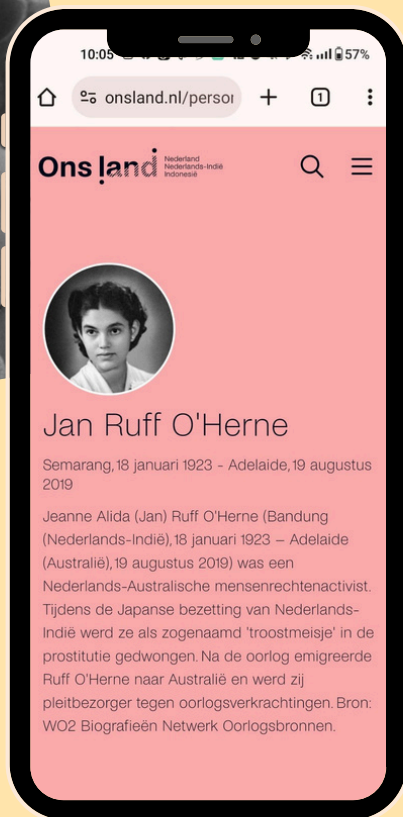 10:05
57%
onsland.nl/person
1
Ons land
Nederland
Nederlands-Indië
Indonesië
Jan Ruff O'Herne
Semarang, 18 januari 1923 - Adelaide, 19 augustus
2019
Jeanne Alida (Jan) Ruff O'Herne (Bandung
(Nederlands-Indië), 18 januari 1923 – Adelaide
(Australië), 19 augustus 2019) was een
Nederlands-Australische mensenrechtenactivist.
Tijdens de Japanse bezetting van Nederlands-
Indië werd ze als zogenaamd 'troostmeisje' in de
prostitutie gedwongen. Na de oorlog emigreerde
Ruff O'Herne naar Australië en werd zij
pleitbezorger tegen oorlogsverkrachtingen. Bron:
WO2 Biografieën Netwerk Oorlogsbronnen.